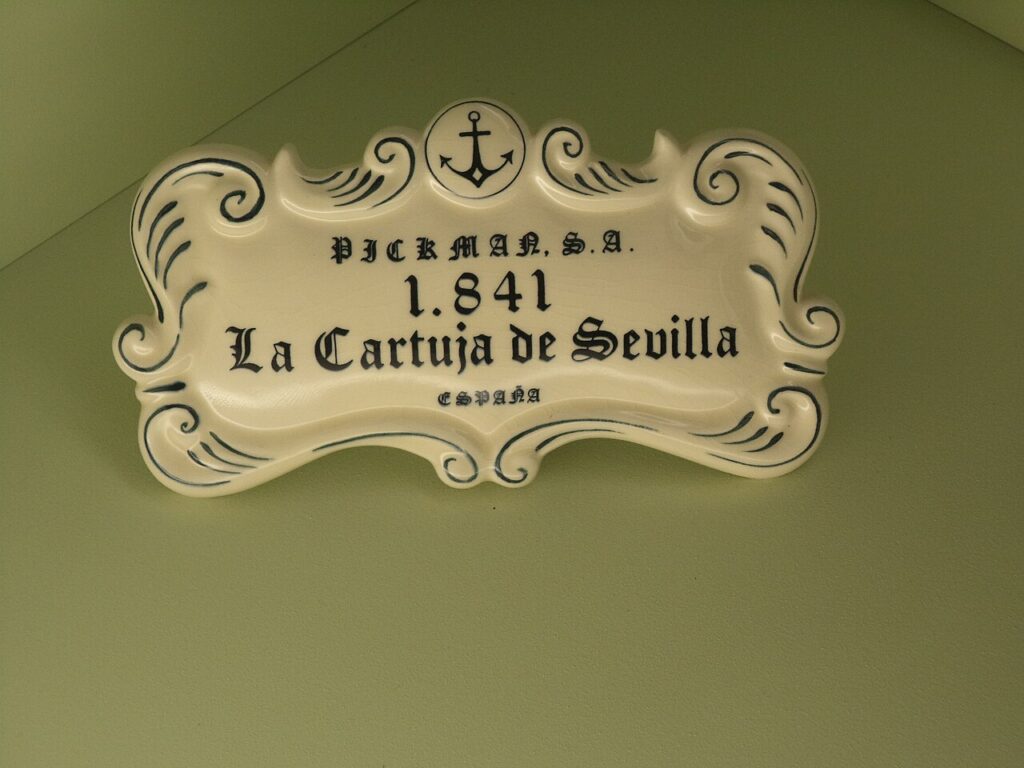 PICKMAN, S.A.
1.841
La Cartuja de Sevilla
ESPAÑA